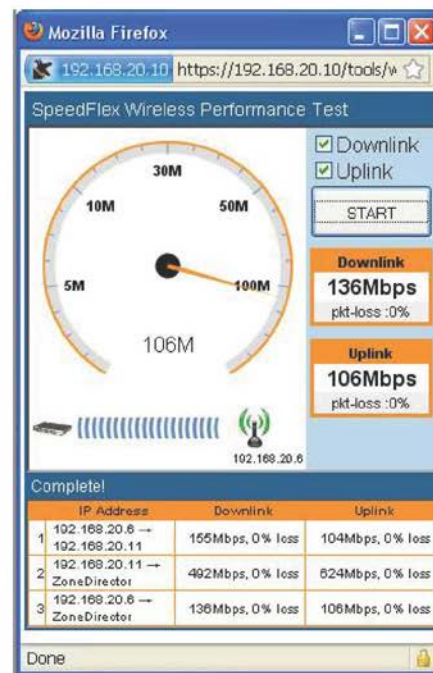 Mozilla Firefox
192.168.20.10 https://192.168.20.10/tools/w
SpeedFlex Wireless Performance Test
Downlink
Uplink
START
30M
10M
50M
5M
100M
106M
Downlink
136Mbps
pkt-loss :0%
Uplink
106Mbps
pkt-loss :0%
192.168.20.6
Complete!
IP Address Downlink Uplink
1 192.168.20.6 → 192.168.20.11 155Mbps, 0% loss 104Mbps, 0% loss
2 192.168.20.11 → ZoneDirector 492Mbps, 0% loss 624Mbps, 0% loss
3 192.168.20.6 → ZoneDirector 136Mbps, 0% loss 106Mbps, 0% loss
Done